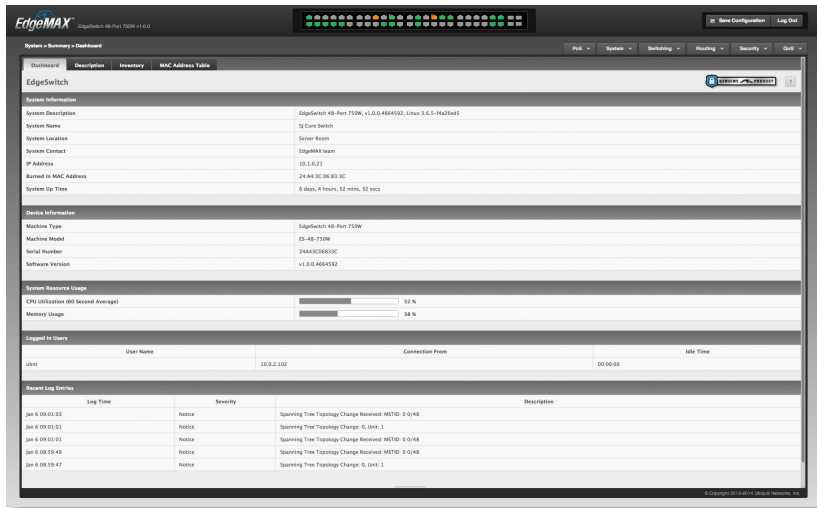 EdgeMAX EdgeSwitch 48-Port 750W v1.0.0
Save Configuration Log Out
System > Summary > Dashboard
PoE System Switching Routing Security QoS
Dashboard Description Inventory MAC Address Table
EdgeSwitch
GENUINE PRODUCT ?
System Information
System Description EdgeSwitch 48-Port 750W, v1.0.0.4664592, Linux 3.6.5-f4a26ed5
System Name SJ Core Switch
System Location Server Room
System Contact EdgeMAX team
IP Address 10.1.0.21
Burned In MAC Address 24:A4:3C:06:83:3C
System Up Time 6 days, 4 hours, 52 mins, 32 secs
Device Information
Machine Type EdgeSwitch 48-Port 750W
Machine Model ES-48-750W
Serial Number 24A43C06833C
Software Version v1.0.0.4664592
System Resource Usage
CPU Utilization (60 Second Average) 52 %
Memory Usage 38 %
Logged In Users
User Name Connection From Idle Time
ubnt 10.0.2.102 00:00:00
Recent Log Entries
Log Time Severity Description
Jan 6 09:01:03 Notice Spanning Tree Topology Change Received: MSTID: 0 0/48
Jan 6 09:01:01 Notice Spanning Tree Topology Change: 0, Unit: 1
Jan 6 09:01:01 Notice Spanning Tree Topology Change Received: MSTID: 0 0/48
Jan 6 08:59:49 Notice Spanning Tree Topology Change Received: MSTID: 0 0/48
Jan 6 08:59:47 Notice Spanning Tree Topology Change: 0, Unit: 1
© Copyright 2013-2014 Ubiquiti Networks, Inc.